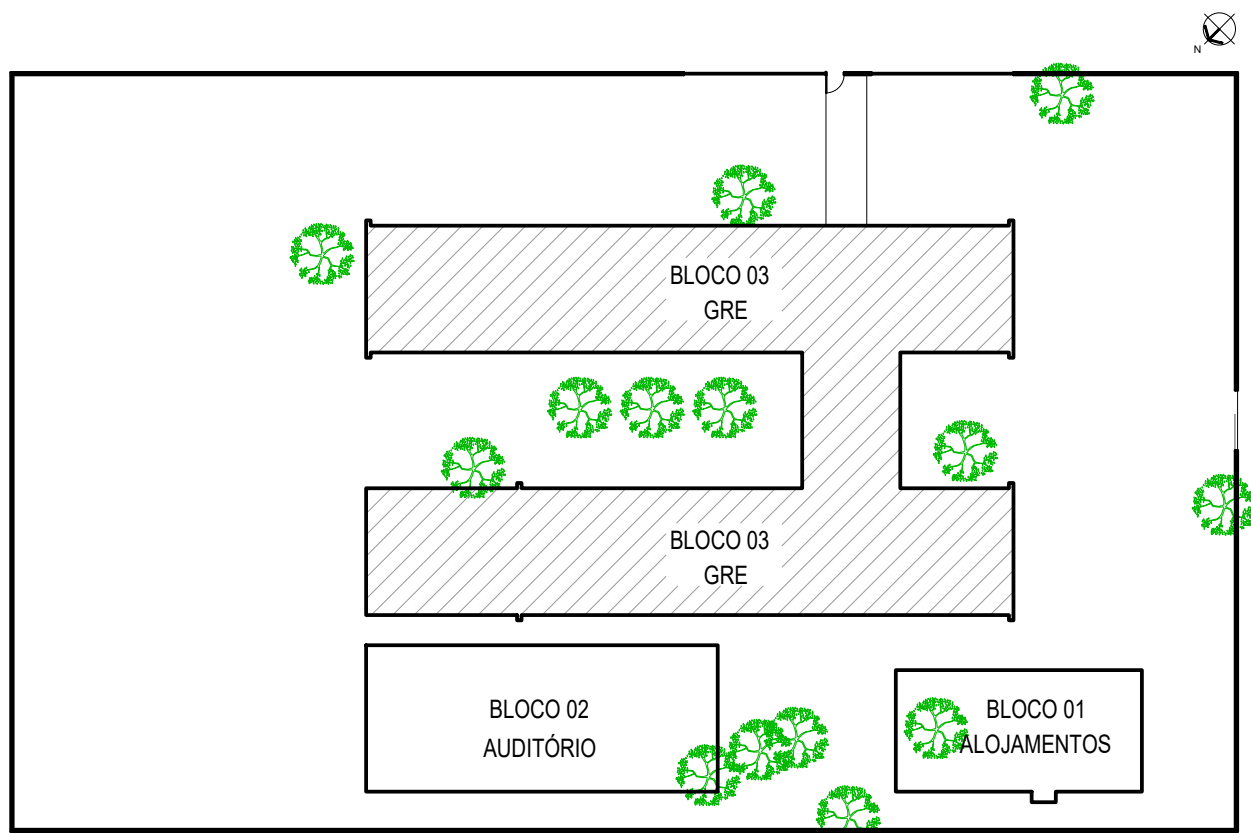 N
BLOCO 03
GRE
BLOCO 03
GRE
BLOCO 02
AUDITÓRIO
BLOCO 01
ALOJAMENTOS